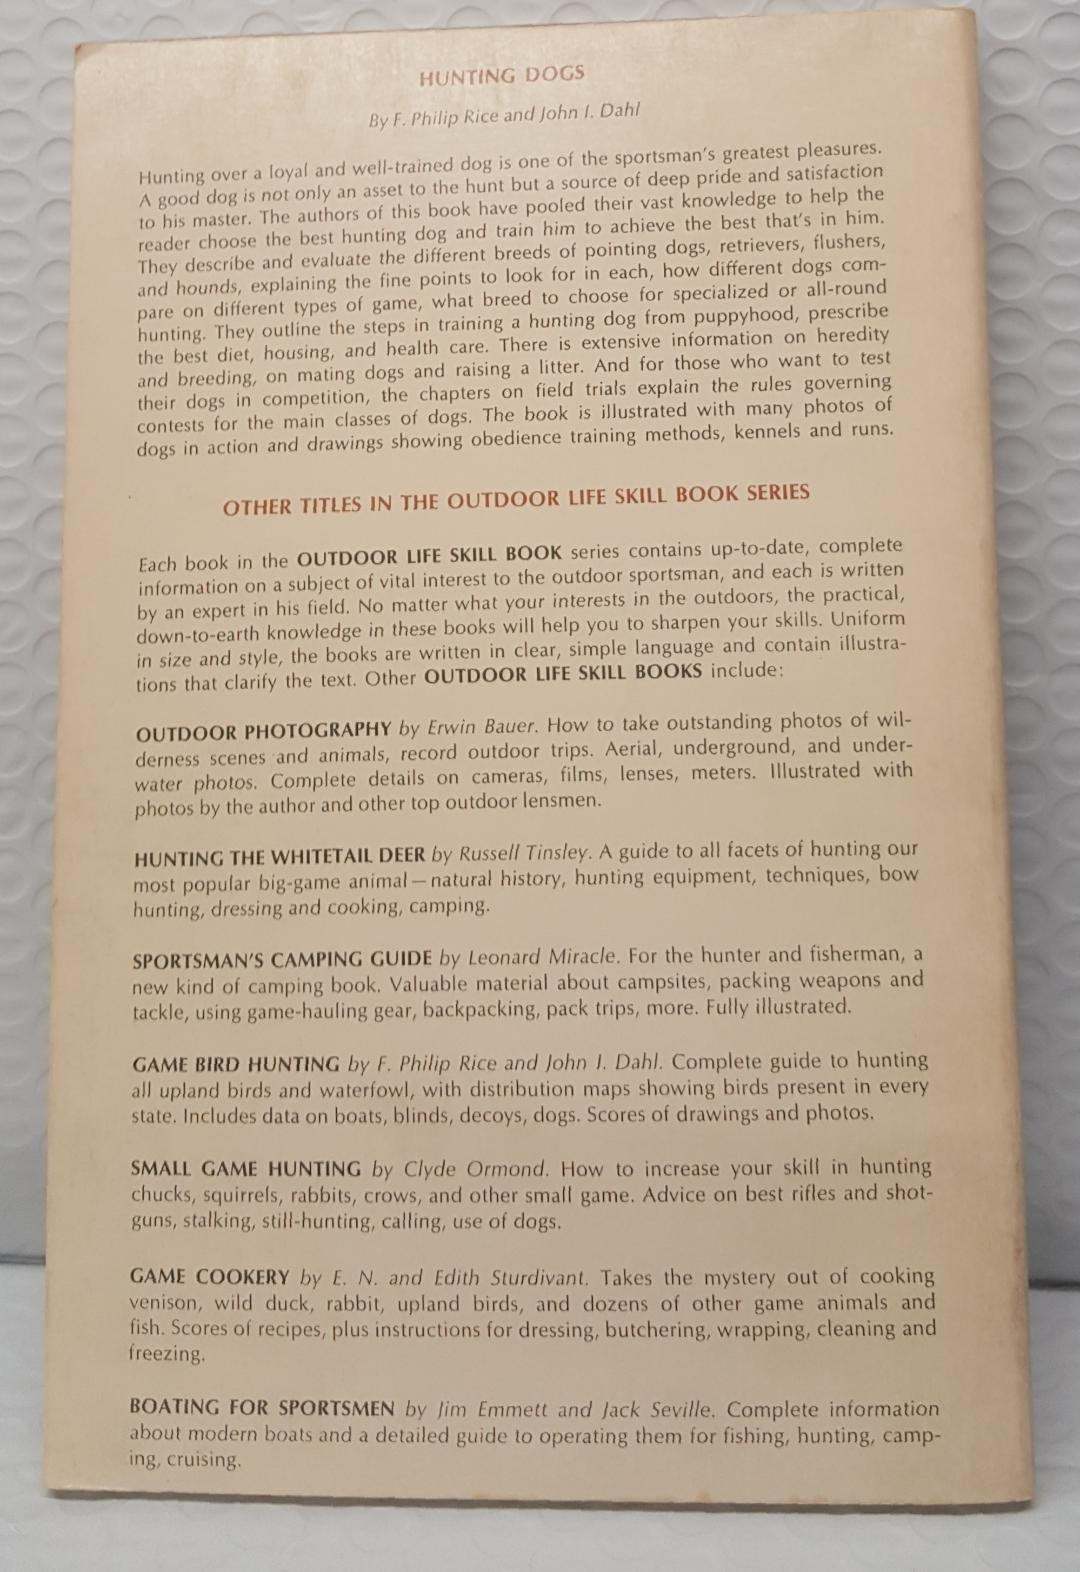 HUNTING DOGS
By F. Philip Rice and John I. Dahl
Hunting over a loyal and well-trained dog is one of the sportsman's greatest pleasures.
A good dog is not only an asset to the hunt but a source of deep pride and satisfaction
to his master. The authors of this book have pooled their vast knowledge to help the
reader choose the best hunting dog and train him to achieve the best that's in him.
They describe and evaluate the different breeds of pointing dogs, retrievers, flushers,
and hounds, explaining the fine points to look for in each, how different dogs com-
pare on different types of game, what breed to choose for specialized or all-round
hunting. They outline the steps in training a hunting dog from puppyhood, prescribe
the best diet, housing, and health care. There is extensive information on heredity
and breeding, on mating dogs and raising a litter. And for those who want to test
their dogs in competition, the chapters on field trials explain the rules governing
contests for the main classes of dogs. The book is illustrated with many photos of
dogs in action and drawings showing obedience training methods, kennels and runs.
OTHER TITLES IN THE OUTDOOR LIFE SKILL BOOK SERIES
Each book in the OUTDOOR LIFE SKILL BOOK series contains up-to-date, complete
information on a subject of vital interest to the outdoor sportsman, and each is written
by an expert in his field. No matter what your interests in the outdoors, the practical,
down-to-earth knowledge in these books will help you to sharpen your skills. Uniform
in size and style, the books are written in clear, simple language and contain illustra-
tions that clarify the text. Other OUTDOOR LIFE SKILL BOOKS include:
OUTDOOR PHOTOGRAPHY by Erwin Bauer. How to take outstanding photos of wil-
derness scenes and animals, record outdoor trips. Aerial, underground, and under-
water photos. Complete details on cameras, films, lenses, meters. Illustrated with
photos by the author and other top outdoor lensmen.
HUNTING THE WHITETAIL DEER by Russell Tinsley. A guide to all facets of hunting our
most popular big-game animal—natural history, hunting equipment, techniques, bow
hunting, dressing and cooking, camping.
SPORTSMAN'S CAMPING GUIDE by Leonard Miracle. For the hunter and fisherman, a
new kind of camping book. Valuable material about campsites, packing weapons and
tackle, using game-hauling gear, backpacking, pack trips, more. Fully illustrated.
GAME BIRD HUNTING by F. Philip Rice and John I. Dahl. Complete guide to hunting
all upland birds and waterfowl, with distribution maps showing birds present in every
state. Includes data on boats, blinds, decoys, dogs. Scores of drawings and photos.
SMALL GAME HUNTING by Clyde Ormond. How to increase your skill in hunting
chucks, squirrels, rabbits, crows, and other small game. Advice on best rifles and shot-
guns, stalking, still-hunting, calling, use of dogs.
GAME COOKERY by E. N. and Edith Sturdivant. Takes the mystery out of cooking
venison, wild duck, rabbit, upland birds, and dozens of other game animals and
fish. Scores of recipes, plus instructions for dressing, butchering, wrapping, cleaning and
freezing.
BOATING FOR SPORTSMEN by Jim Emmett and Jack Seville. Complete information
about modern boats and a detailed guide to operating them for fishing, hunting, camp-
ing, cruising.